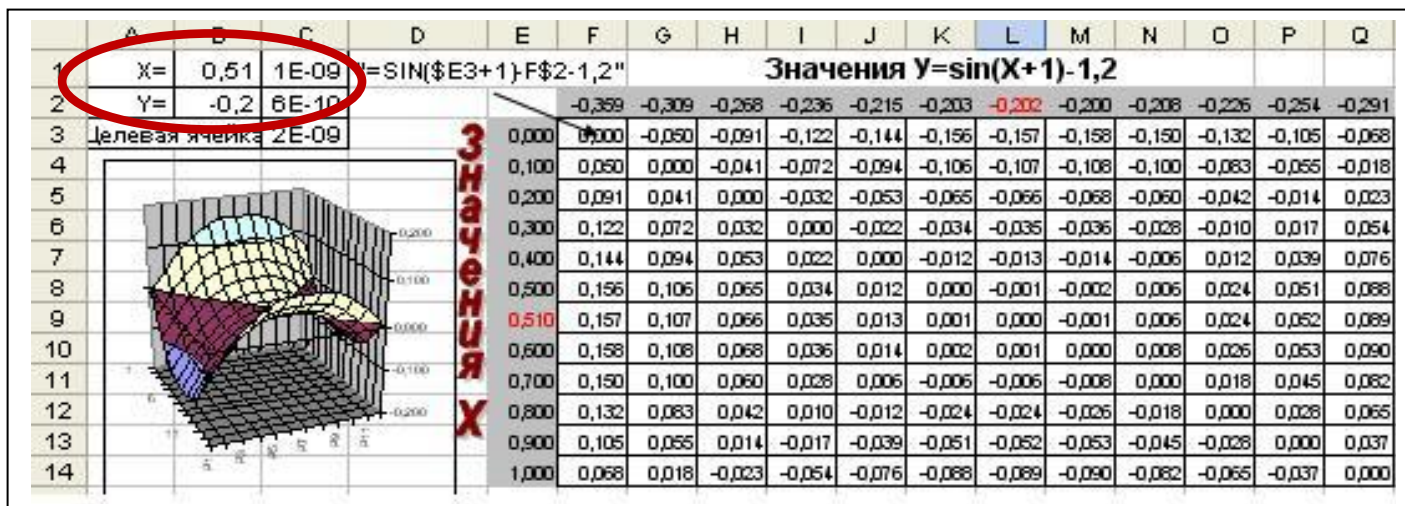 A B C D E F G H I J K L M N O P Q
1 X= 0,51 1E-09 "=SIN($E3+1)-F$2-1,2" Значения Y=sin(X+1)-1,2
2 Y= -0,2 6E-10 -0,359 -0,309 -0,268 -0,236 -0,215 -0,203 -0,202 -0,200 -0,208 -0,226 -0,254 -0,291
3 Целевая ячейка 2E-09 0,000 0,000 -0,050 -0,091 -0,122 -0,144 -0,156 -0,157 -0,158 -0,150 -0,132 -0,105 -0,068
4 0,100 0,050 0,000 -0,041 -0,072 -0,094 -0,106 -0,107 -0,108 -0,100 -0,083 -0,055 -0,018
5 0,200 0,091 0,041 0,000 -0,032 -0,053 -0,065 -0,066 -0,068 -0,060 -0,042 -0,014 0,023
6 0,300 0,122 0,072 0,032 0,000 -0,022 -0,034 -0,035 -0,036 -0,028 -0,010 0,017 0,054
7 0,400 0,144 0,094 0,053 0,022 0,000 -0,012 -0,013 -0,014 -0,006 0,012 0,039 0,076
8 0,500 0,156 0,106 0,065 0,034 0,012 0,000 -0,001 -0,002 0,006 0,024 0,051 0,088
9 0,510 0,157 0,107 0,066 0,035 0,013 0,001 0,000 -0,001 0,006 0,024 0,052 0,089
10 0,600 0,158 0,108 0,068 0,036 0,014 0,002 0,001 0,000 0,008 0,026 0,053 0,090
11 0,700 0,150 0,100 0,060 0,028 0,006 -0,006 -0,006 -0,008 0,000 0,018 0,045 0,082
12 0,800 0,132 0,083 0,042 0,010 -0,012 -0,024 -0,024 -0,026 -0,018 0,000 0,028 0,065
13 0,900 0,105 0,055 0,014 -0,017 -0,039 -0,051 -0,052 -0,053 -0,045 -0,028 0,000 0,037
14 1,000 0,068 0,018 -0,023 -0,054 -0,076 -0,088 -0,089 -0,090 -0,082 -0,065 -0,037 0,000
Значения X
0,200
0,100
0,000
-0,100
-0,200